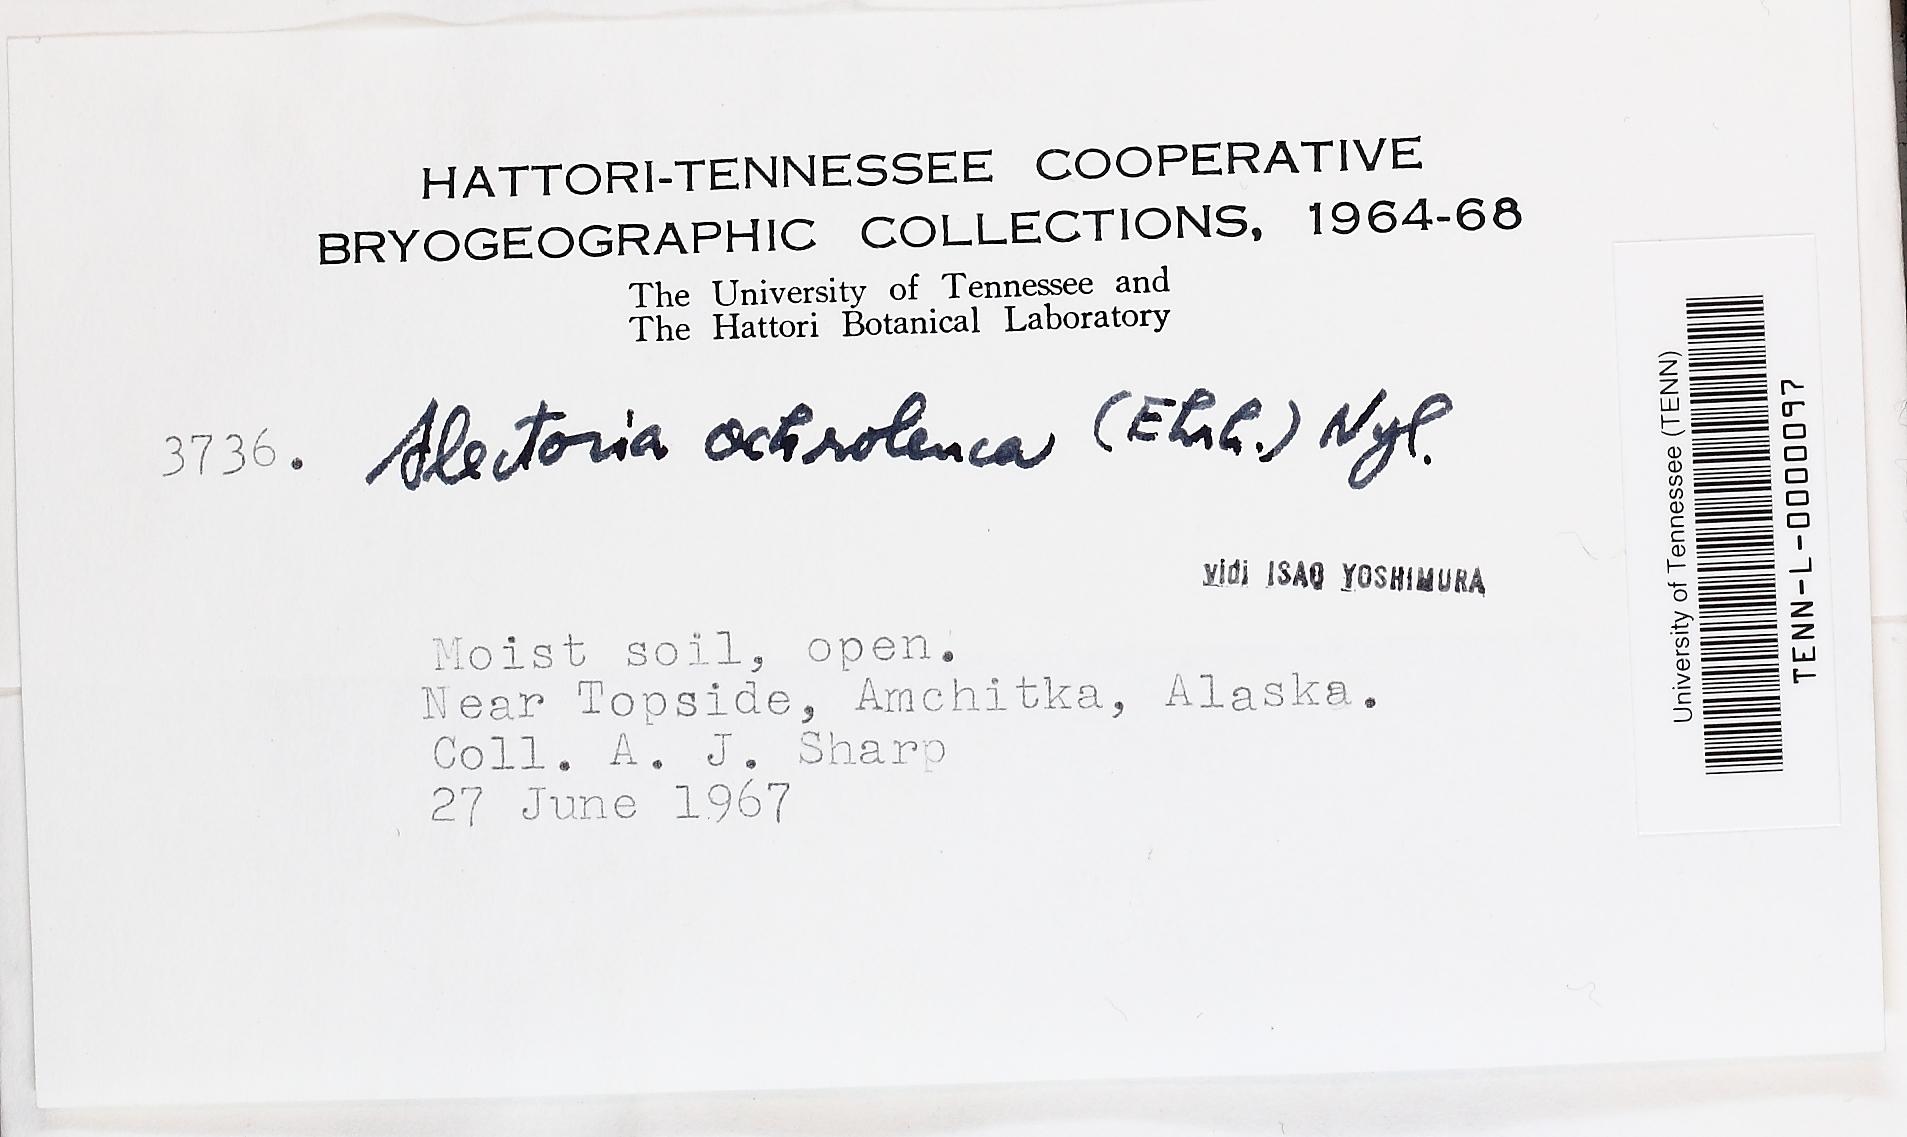 HATTORI-TENNESSEE COOPERATIVE
BRYOGEOGRAPHIC COLLECTIONS, 1964-68
The University of Tennessee and
The Hattori Botanical Laboratory
3736. Alectoria ochroleuca (Ehrh.) Nyl.
vidi ISAO YOSHIMURA
Moist soil, open.
Near Topside, Amchitka, Alaska.
Coll. A. J. Sharp
27 June 1967
University of Tennessee (TENN)
TENN-L-0000097